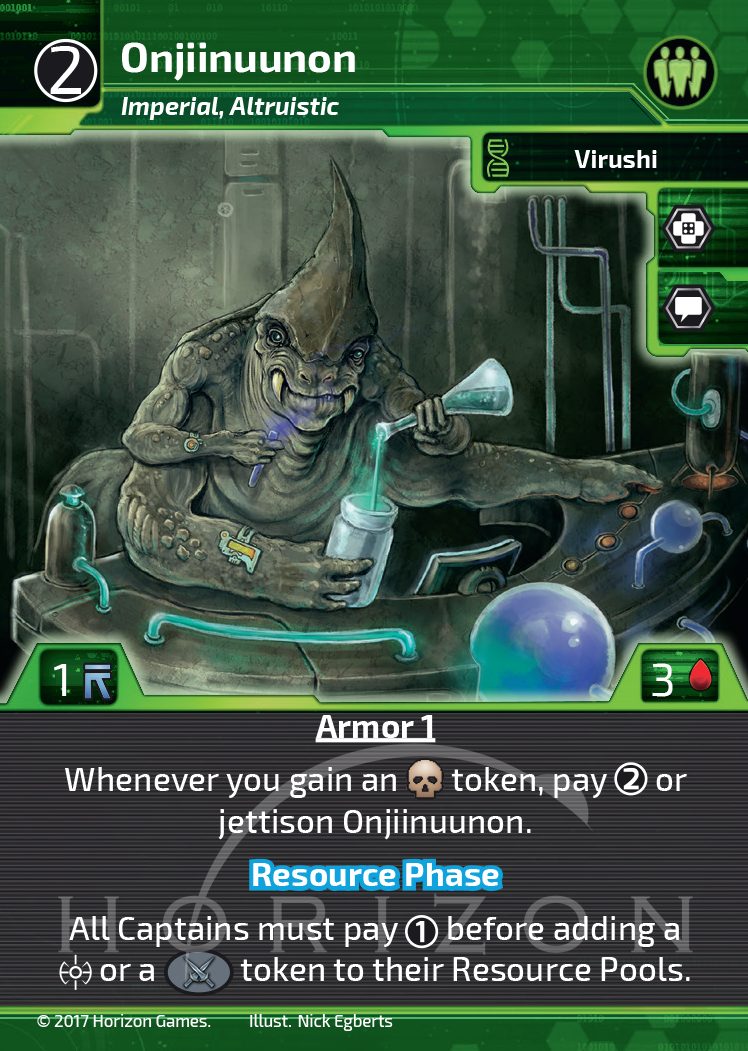 2
Onjiinuunon
Imperial, Altruistic
Virushi
1
3
Armor 1
Whenever you gain an token, pay 2 or
jettison Onjiinuunon.
Resource Phase
HORIZON
All Captains must pay 1 before adding a
or a token to their Resource Pools.
© 2017 Horizon Games. Illust. Nick Egberts